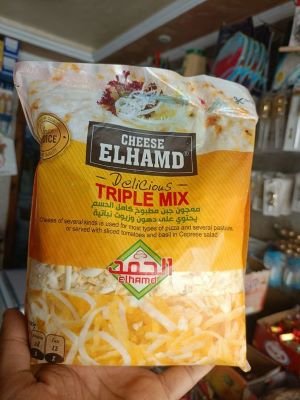 CHEESE
ELHAMD
Delicious
TRIPLE MIX
معجون جبن مطبوخ كامل الدسم
يحتوي على دهون وزيوت نباتية
Cheese of several kinds is used for most types of pizza and several pastries,
or served with sliced tomatoes and basil in Caprese salad
الحمد
elhamd